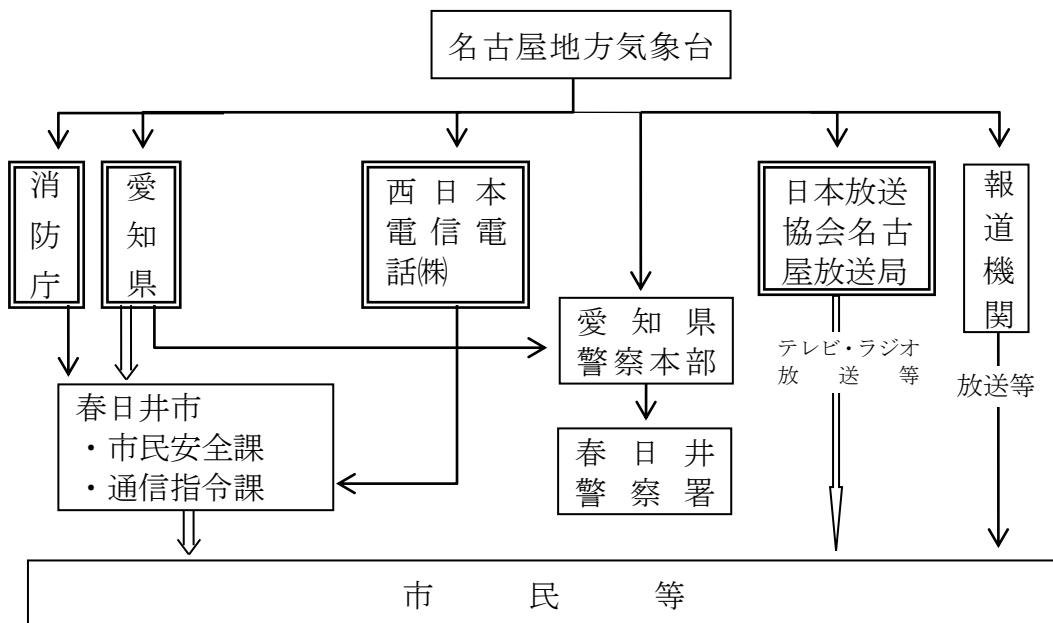 名古屋地方気象台
消防庁
愛知県
西日本
電信電
話㈱
日本放送
協会名古
屋放送局
報道機関
愛知県
警察本部
テレビ・ラジオ
放送等
放送等
春日井市
・市民安全課
・通信指令課
春日井
警察署
市民等